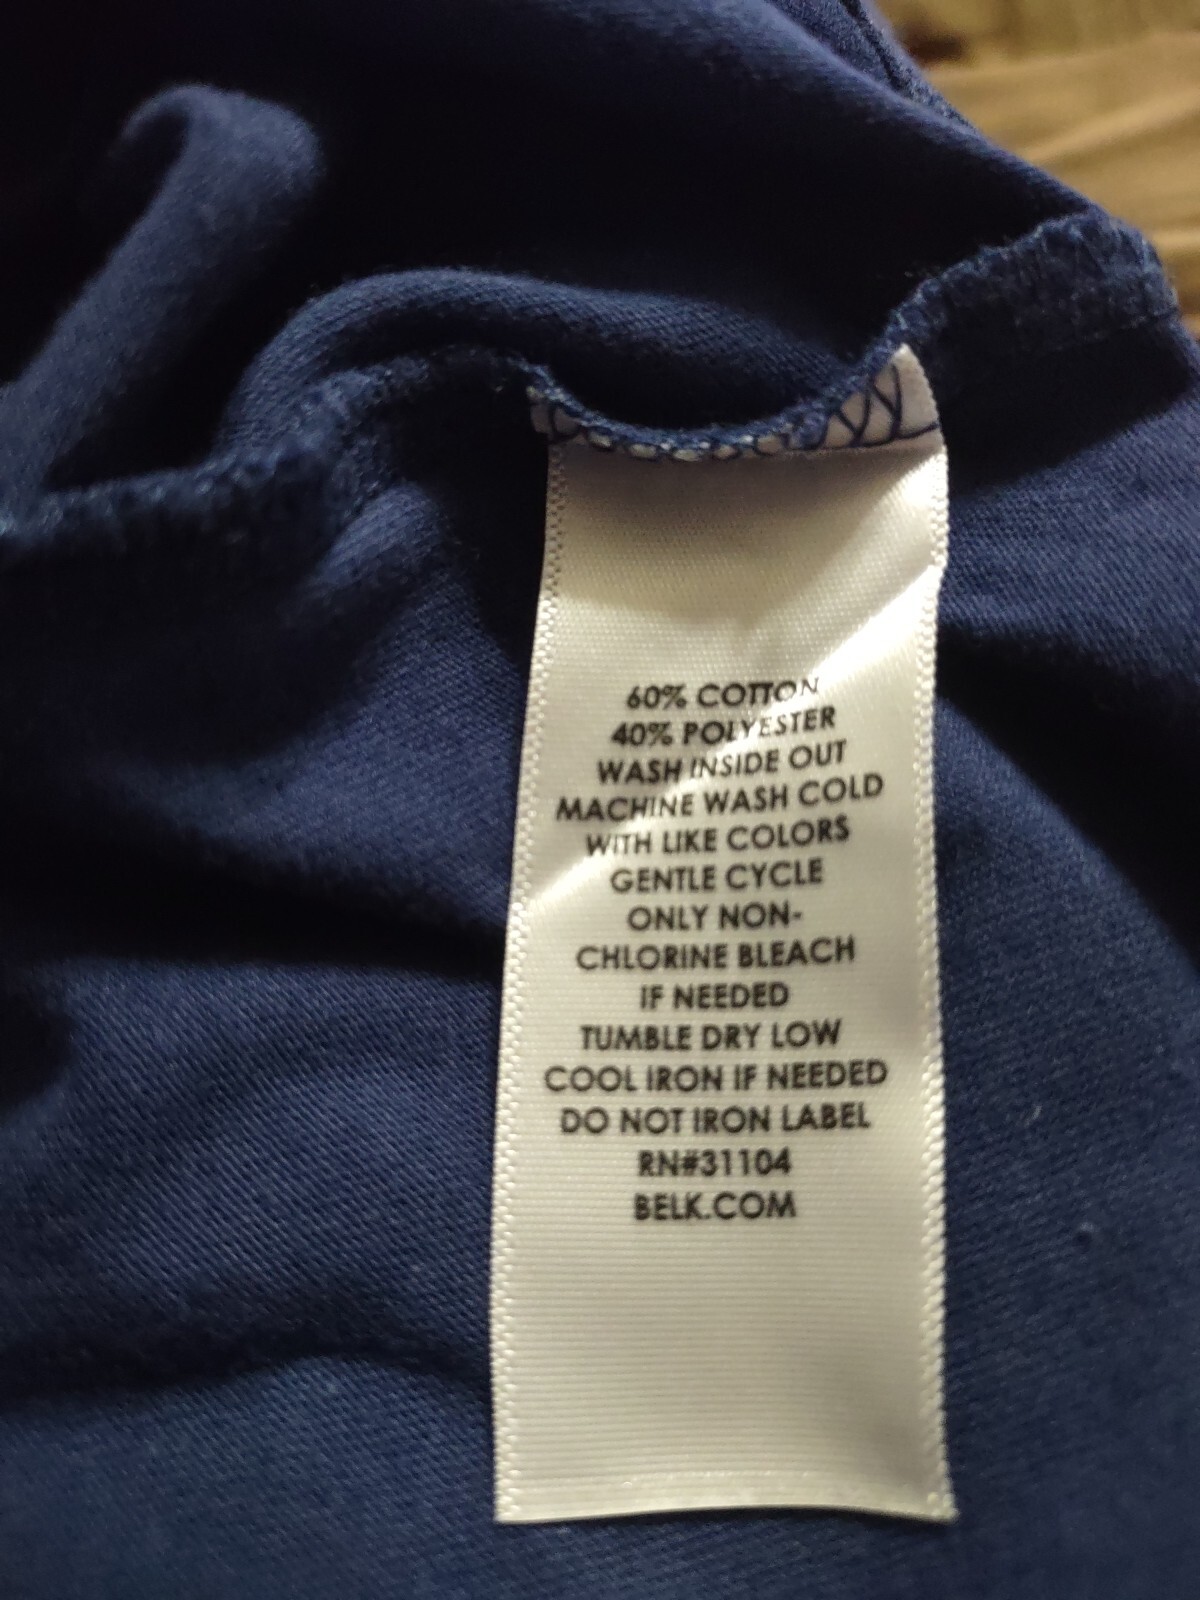 60% COTTON
40% POLYESTER
WASH INSIDE OUT
MACHINE WASH COLD
WITH LIKE COLORS
GENTLE CYCLE
ONLY NON-
CHLORINE BLEACH
IF NEEDED
TUMBLE DRY LOW
COOL IRON IF NEEDED
DO NOT IRON LABEL
RN#31104
BELK.COM